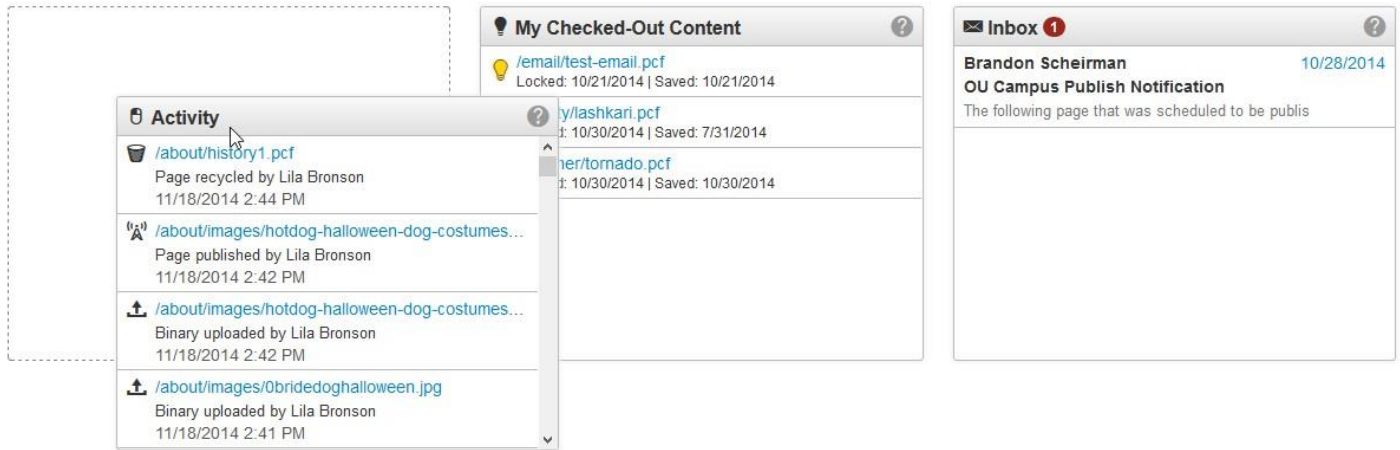 My Checked-Out Content
?
/email/test-email.pcf
Locked: 10/21/2014 | Saved: 10/21/2014
ty/lashkari.pcf
d: 10/30/2014 | Saved: 7/31/2014
her/tornado.pcf
d: 10/30/2014 | Saved: 10/30/2014
Inbox 1
?
Brandon Scheirman 10/28/2014
OU Campus Publish Notification
The following page that was scheduled to be publis
Activity
?
/about/history1.pcf
Page recycled by Lila Bronson
11/18/2014 2:44 PM
/about/images/hotdog-halloween-dog-costumes...
Page published by Lila Bronson
11/18/2014 2:42 PM
/about/images/hotdog-halloween-dog-costumes...
Binary uploaded by Lila Bronson
11/18/2014 2:42 PM
/about/images/0bridedoghalloween.jpg
Binary uploaded by Lila Bronson
11/18/2014 2:41 PM